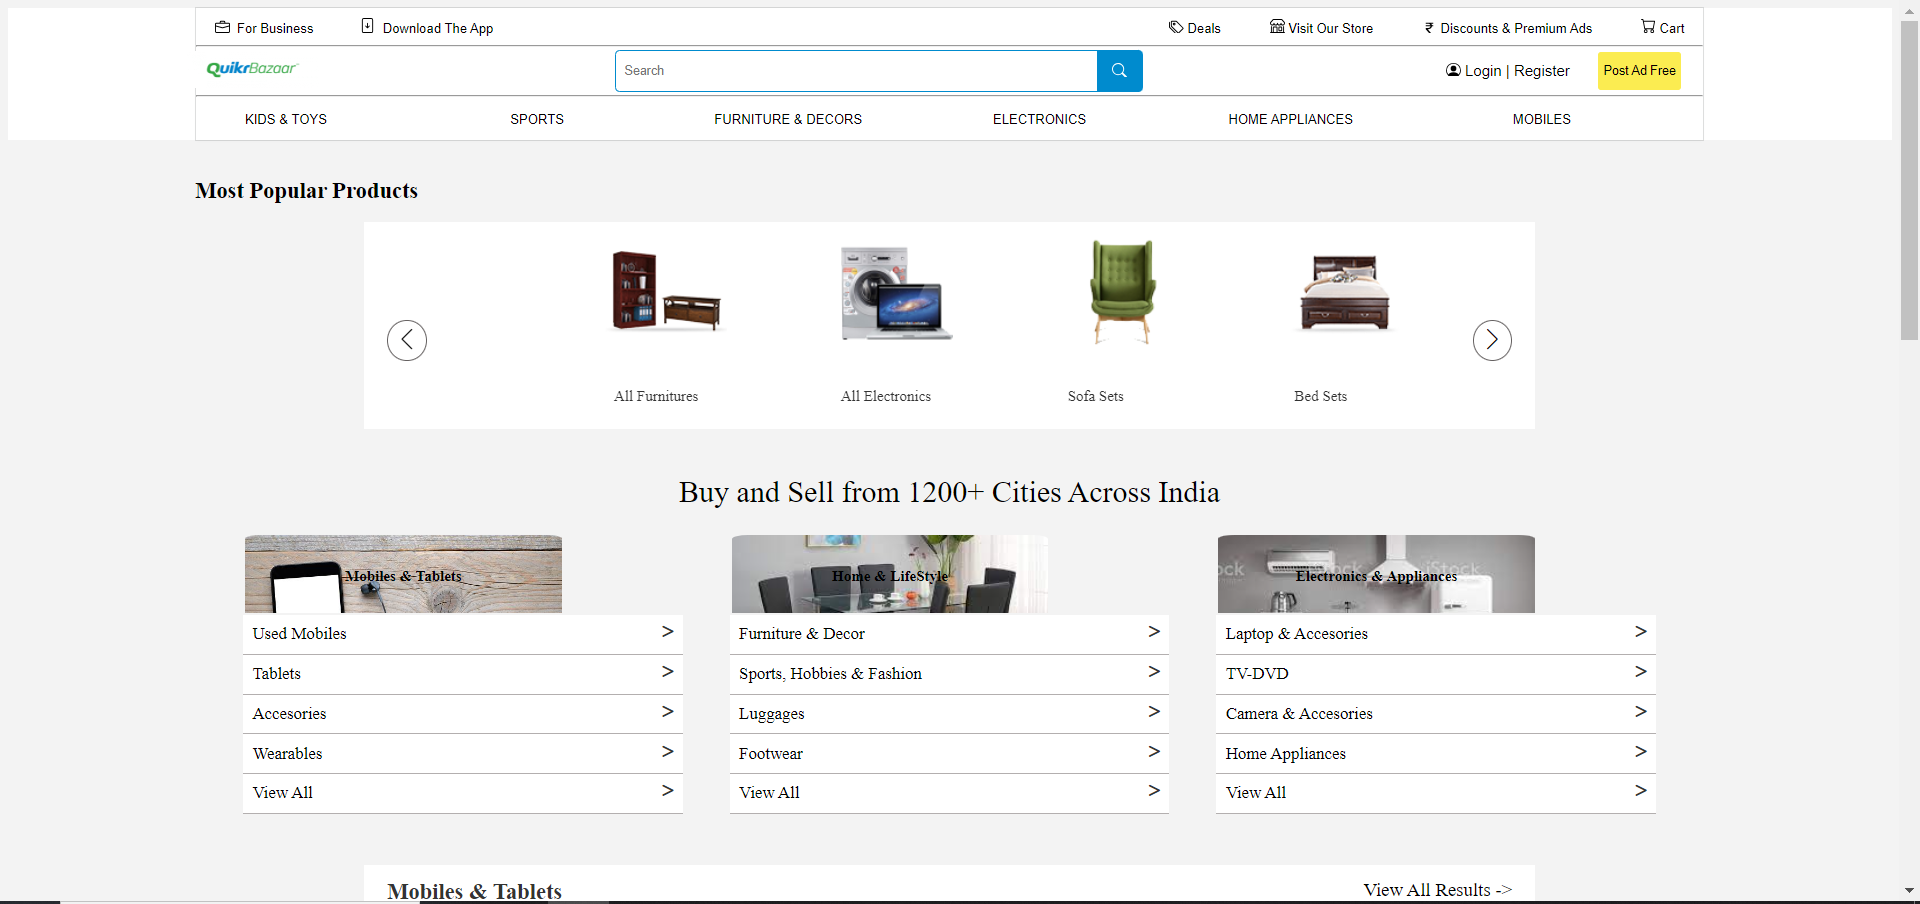 For Business Download The App Deals Visit Our Store ₹ Discounts & Premium Ads Cart
QuikrBazaar Search Login | Register Post Ad Free
KIDS & TOYS SPORTS FURNITURE & DECORS ELECTRONICS HOME APPLIANCES MOBILES
Most Popular Products
All Furnitures All Electronics Sofa Sets Bed Sets
Buy and Sell from 1200+ Cities Across India
Mobiles & Tablets
Used Mobiles >
Tablets >
Accesories >
Wearables >
View All >
Home & LifeStyle
Furniture & Decor >
Sports, Hobbies & Fashion >
Luggages >
Footwear >
View All >
Electronics & Appliances
iStock
Laptop & Accesories >
TV-DVD >
Camera & Accesories >
Home Appliances >
View All >
Mobiles & Tablets View All Results ->